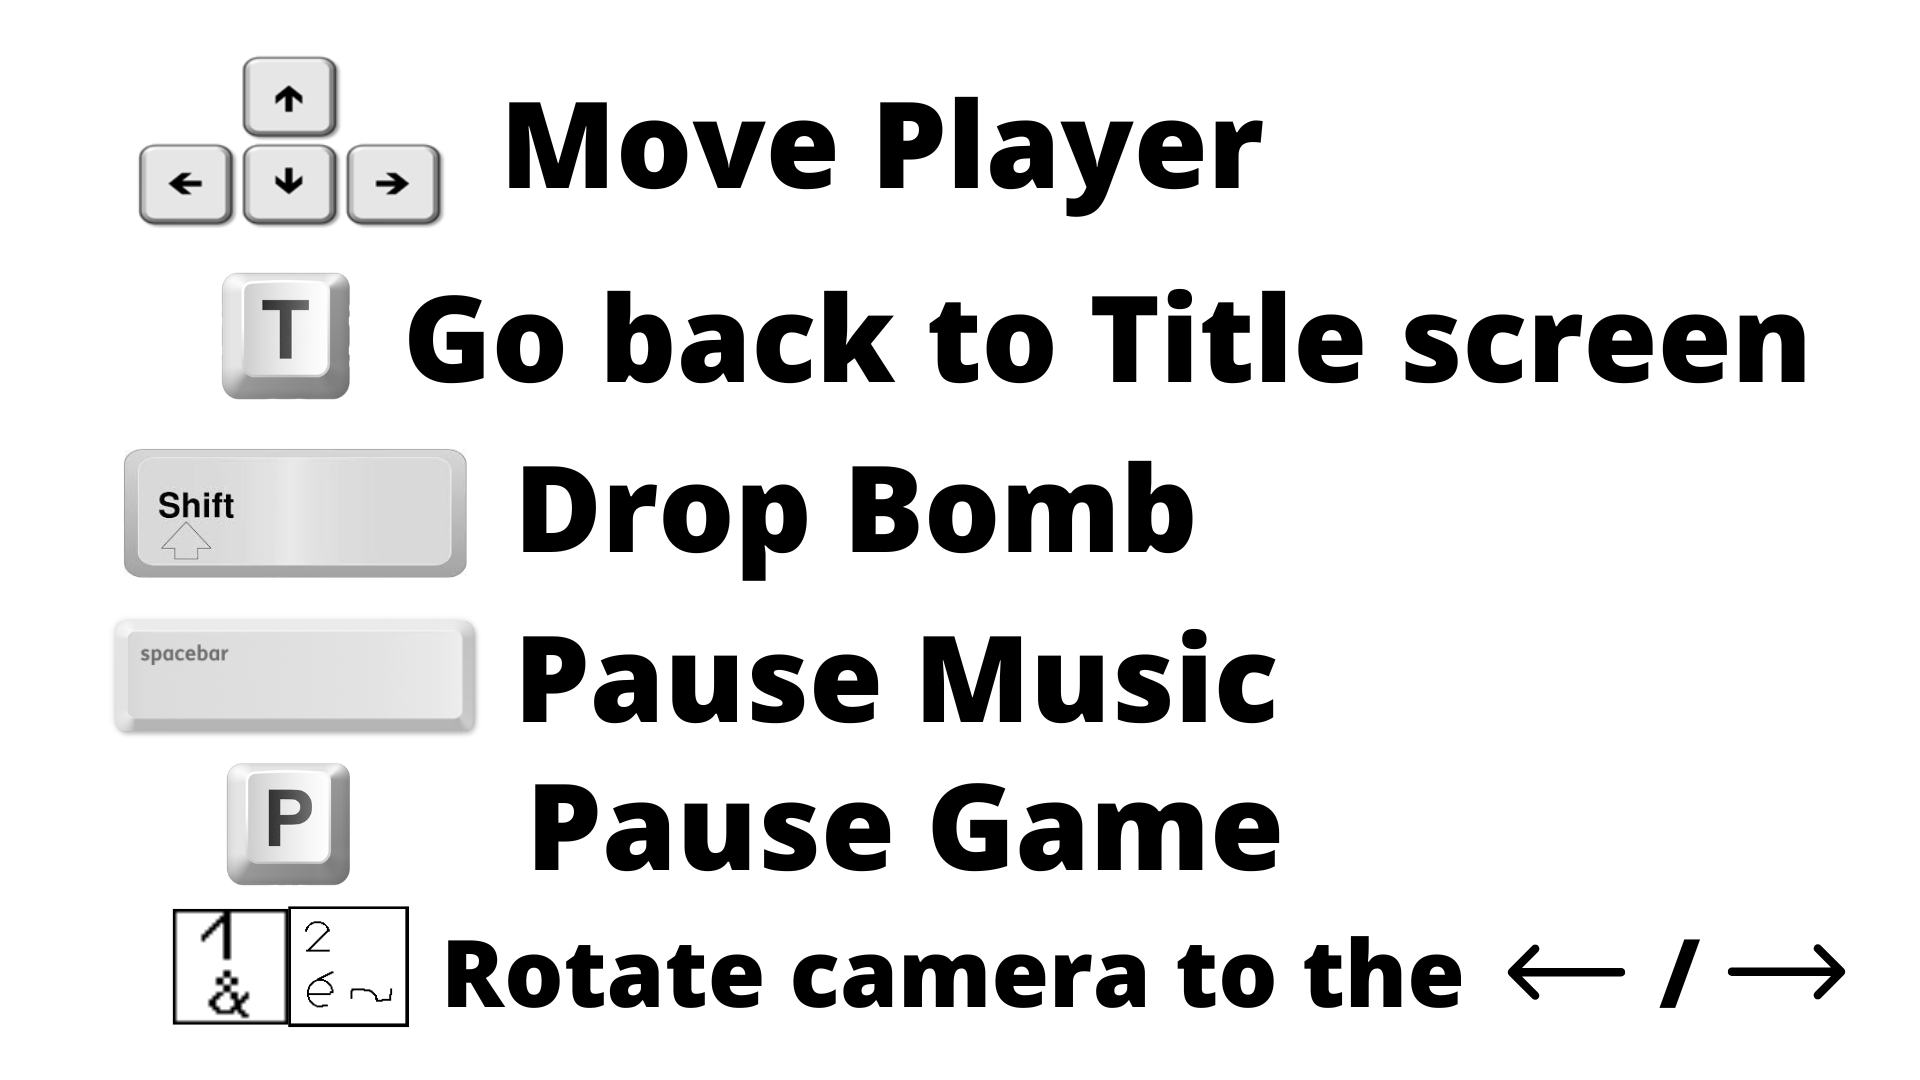 ↑
← ↓ → Move Player
T Go back to Title screen
Shift Drop Bomb
spacebar Pause Music
P Pause Game
1 2
& é ~
Rotate camera to the ← / →